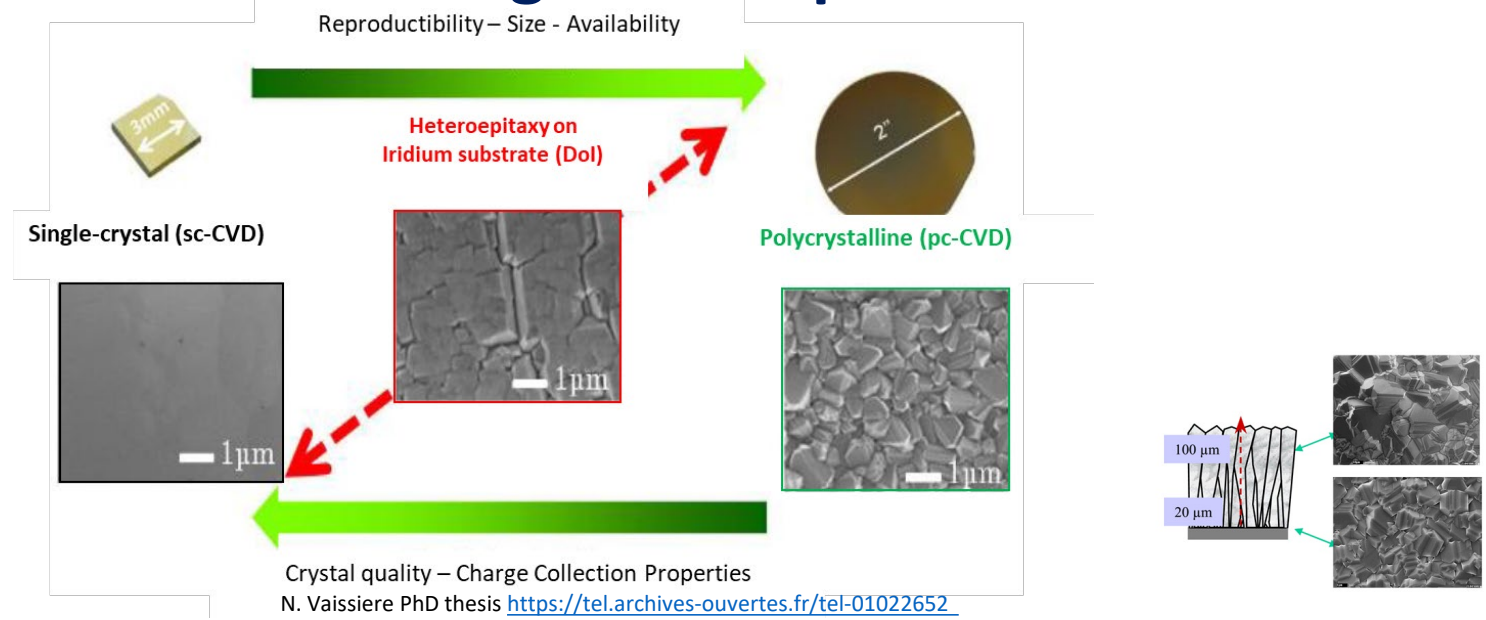 Reproductibility – Size - Availability
3mm
Heteroepitaxy on
Iridium substrate (DoI)
2"
Single-crystal (sc-CVD)
Polycrystalline (pc-CVD)
1µm
1µm
1µm
100 µm
20 µm
Crystal quality – Charge Collection Properties
N. Vaissiere PhD thesis https://tel.archives-ouvertes.fr/tel-01022652